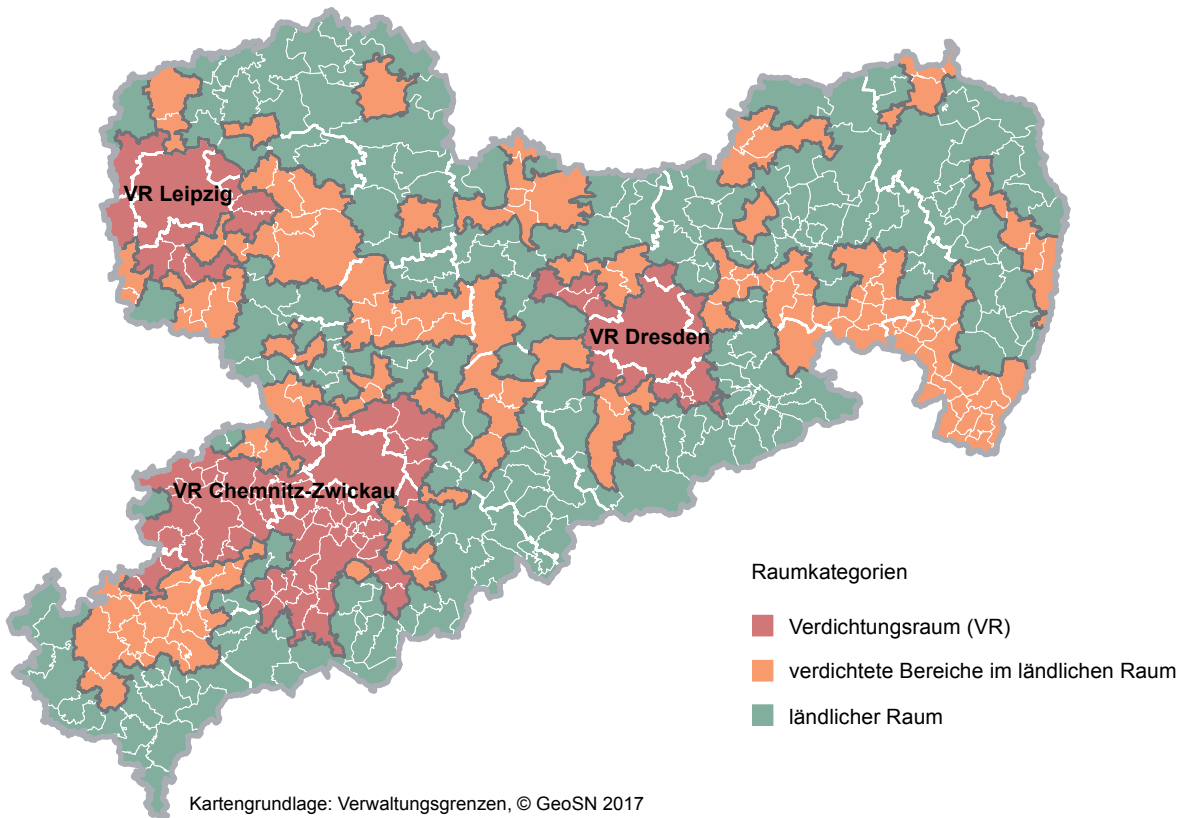 VR Leipzig
VR Dresden
VR Chemnitz-Zwickau
Raumkategorien
Verdichtungsraum (VR)
verdichtete Bereiche im ländlichen Raum
ländlicher Raum
Kartengrundlage: Verwaltungsgrenzen, © GeoSN 2017